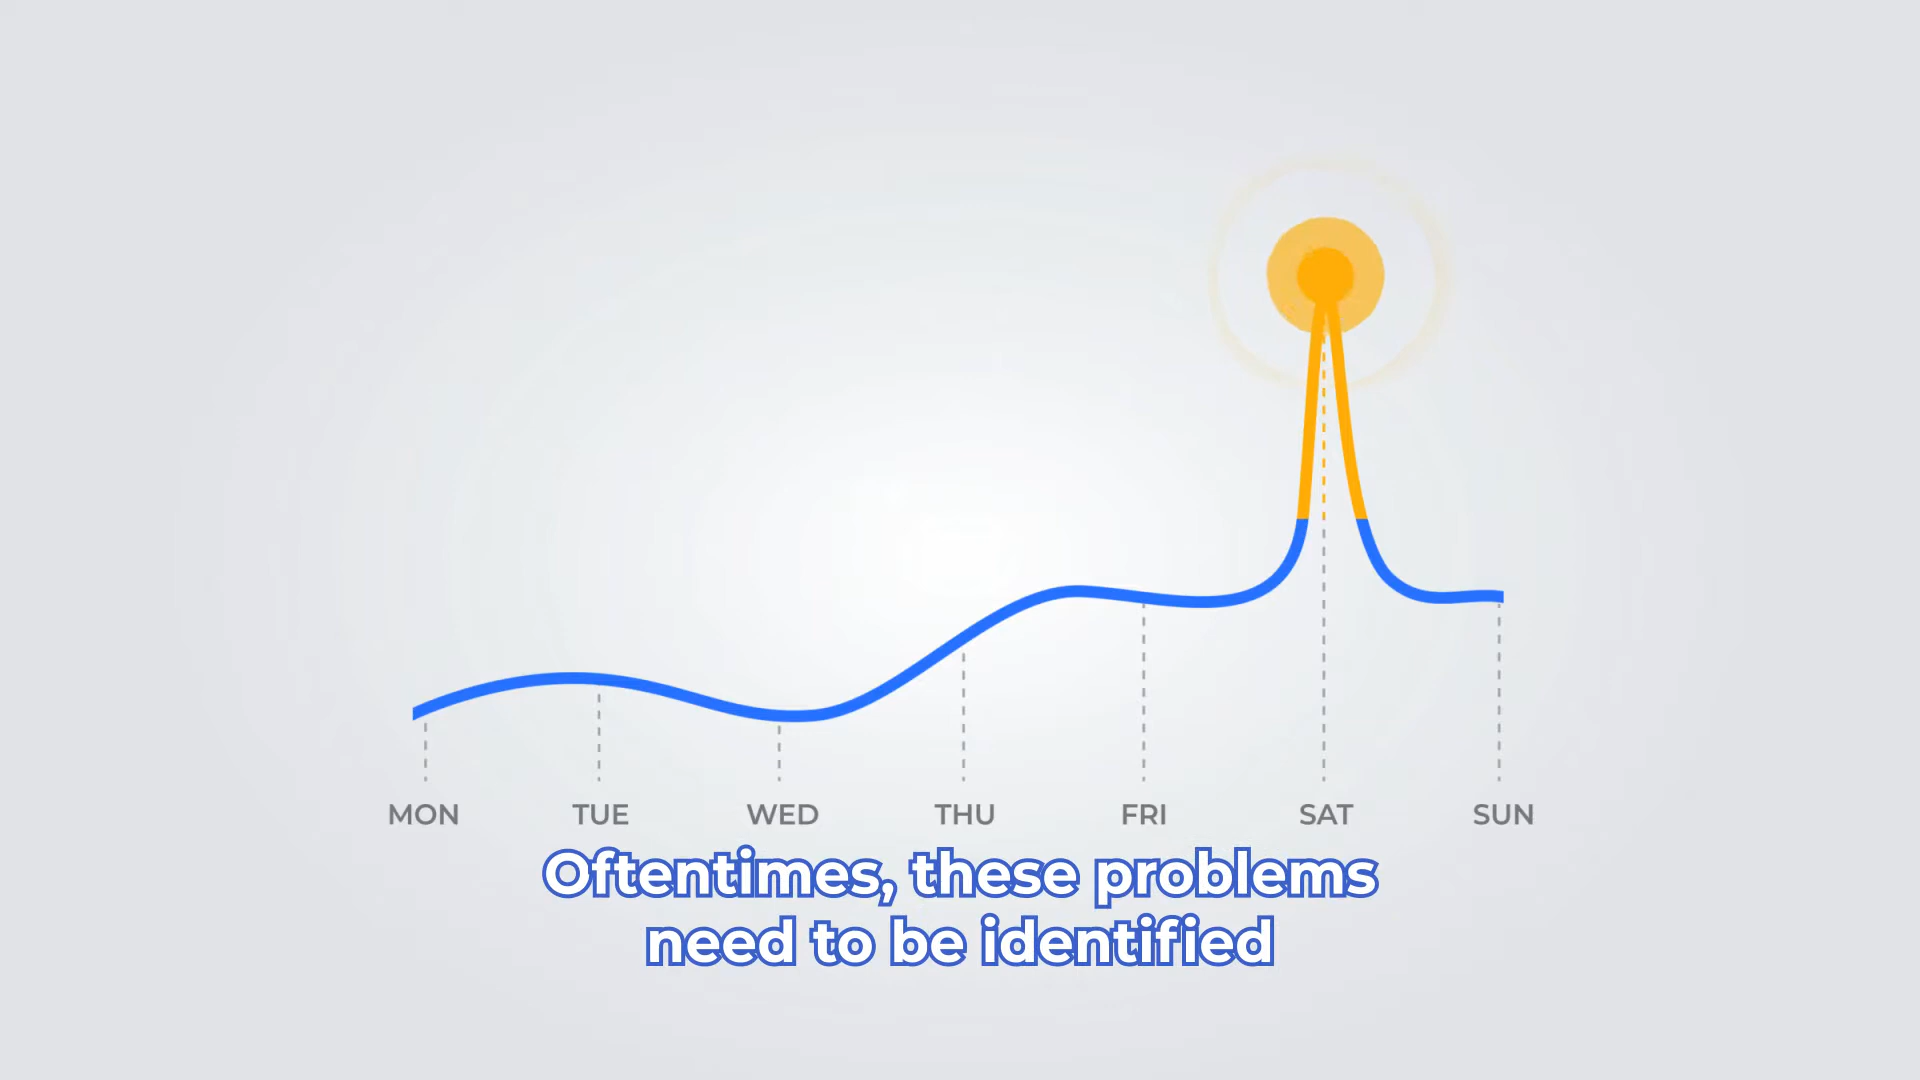 MON TUE WED THU FRI SAT SUN
Oftentimes, these problems
need to be identified